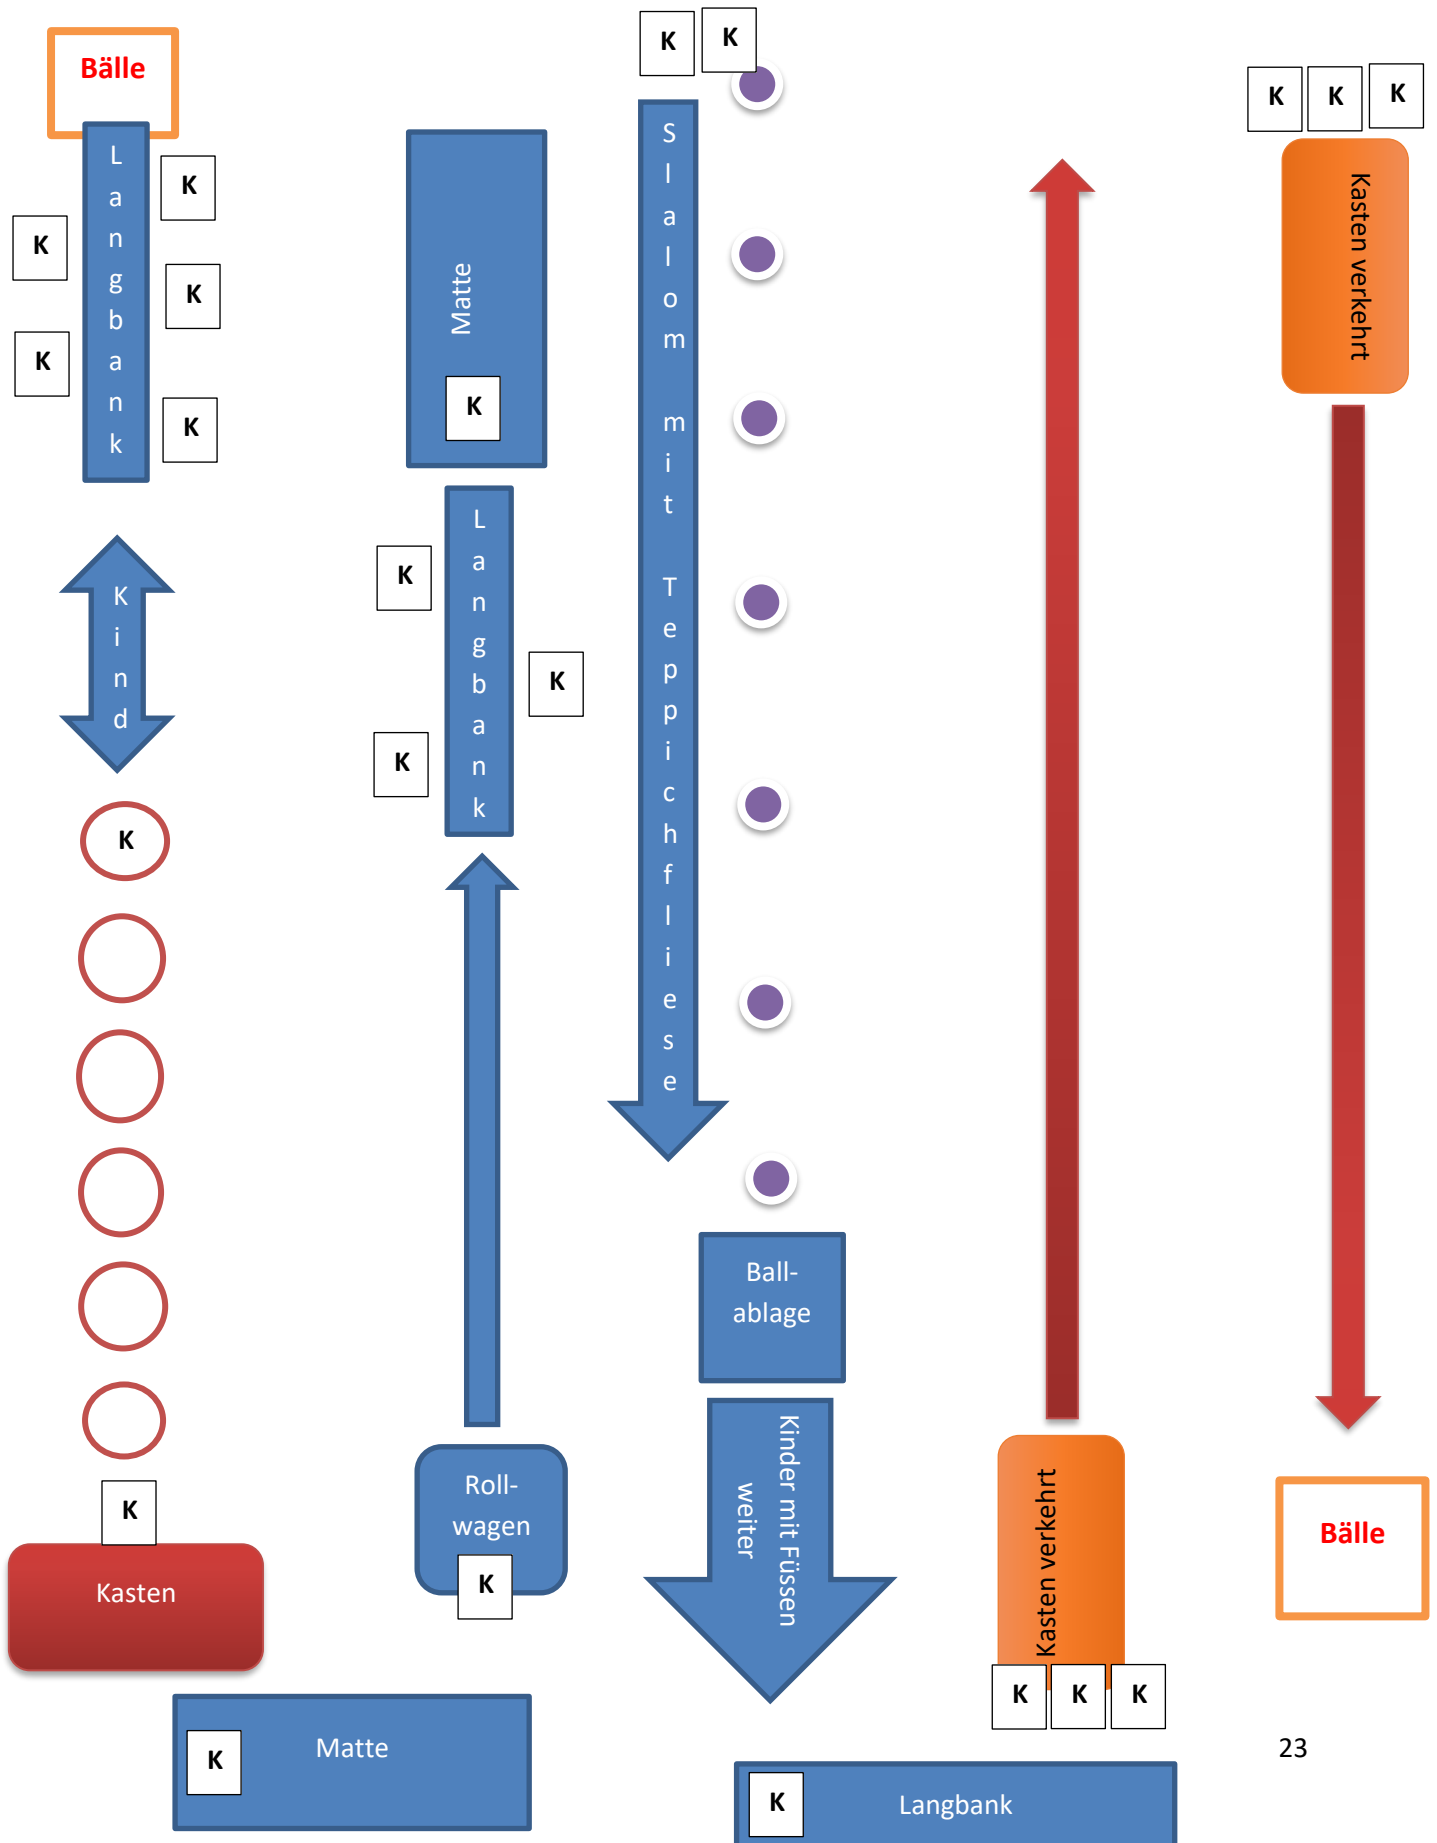 Bälle
Langbank
K
K
K
K
K
Kind
K
K
Kasten
Matte
K
Langbank
K
K
K
Roll-
wagen
K
Matte
K
K
K
Slalom mit Teppichfliese
Ball-
ablage
Kinder mit Füssen
weiter
Langbank
K
Kasten verkehrt
K
K
K
K
K
K
Kasten verkehrt
Bälle
23